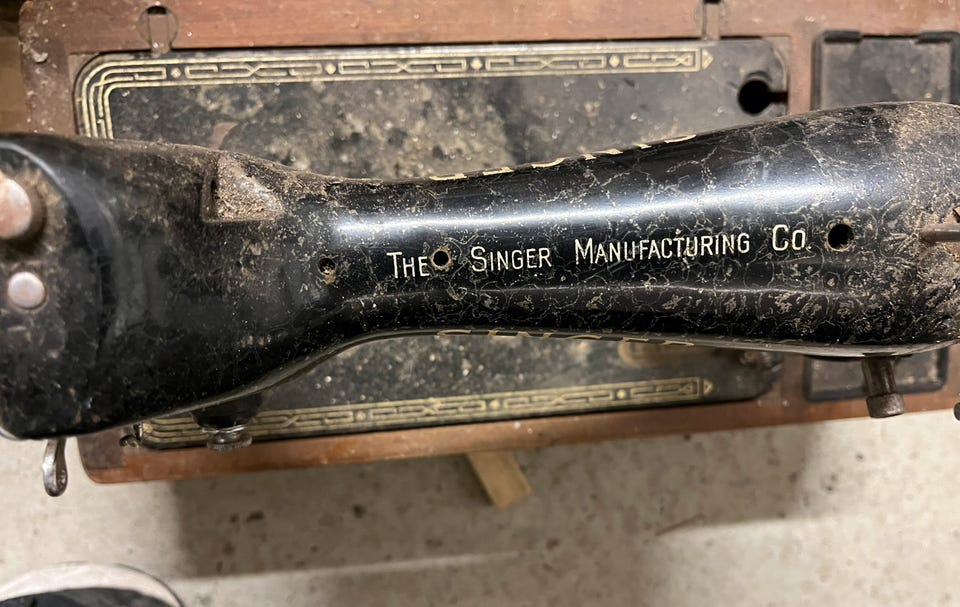 The Singer Manufacturing Co.